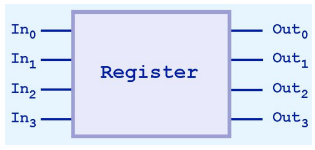 In₀ Out₀
In₁ Out₁
Register
In₂ Out₂
In₃ Out₃